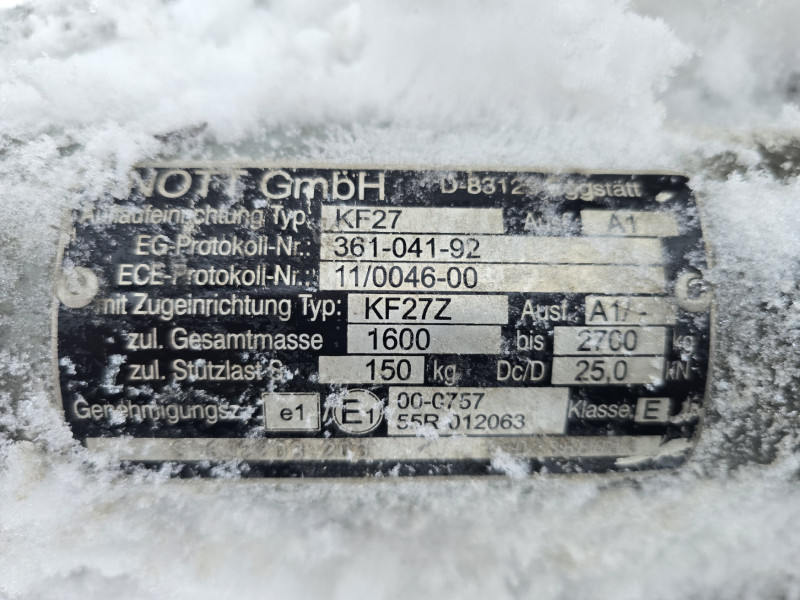 NOTT GmbH
Typ: KF27 A1
EG-Protokoll-Nr.: 361-041-92
ECE-Protokoll-Nr.: 11/0046-00
mit Zugeinrichtung Typ: KF27Z Ausf.: A1/-
zul. Gesamtmasse 1600 bis 2700 kg
zul. Stützlast S 150 kg Dc/D 25,0 kN
Genehmigungsz. e1 / E1 00-0757
55R-012063 Klasse: E